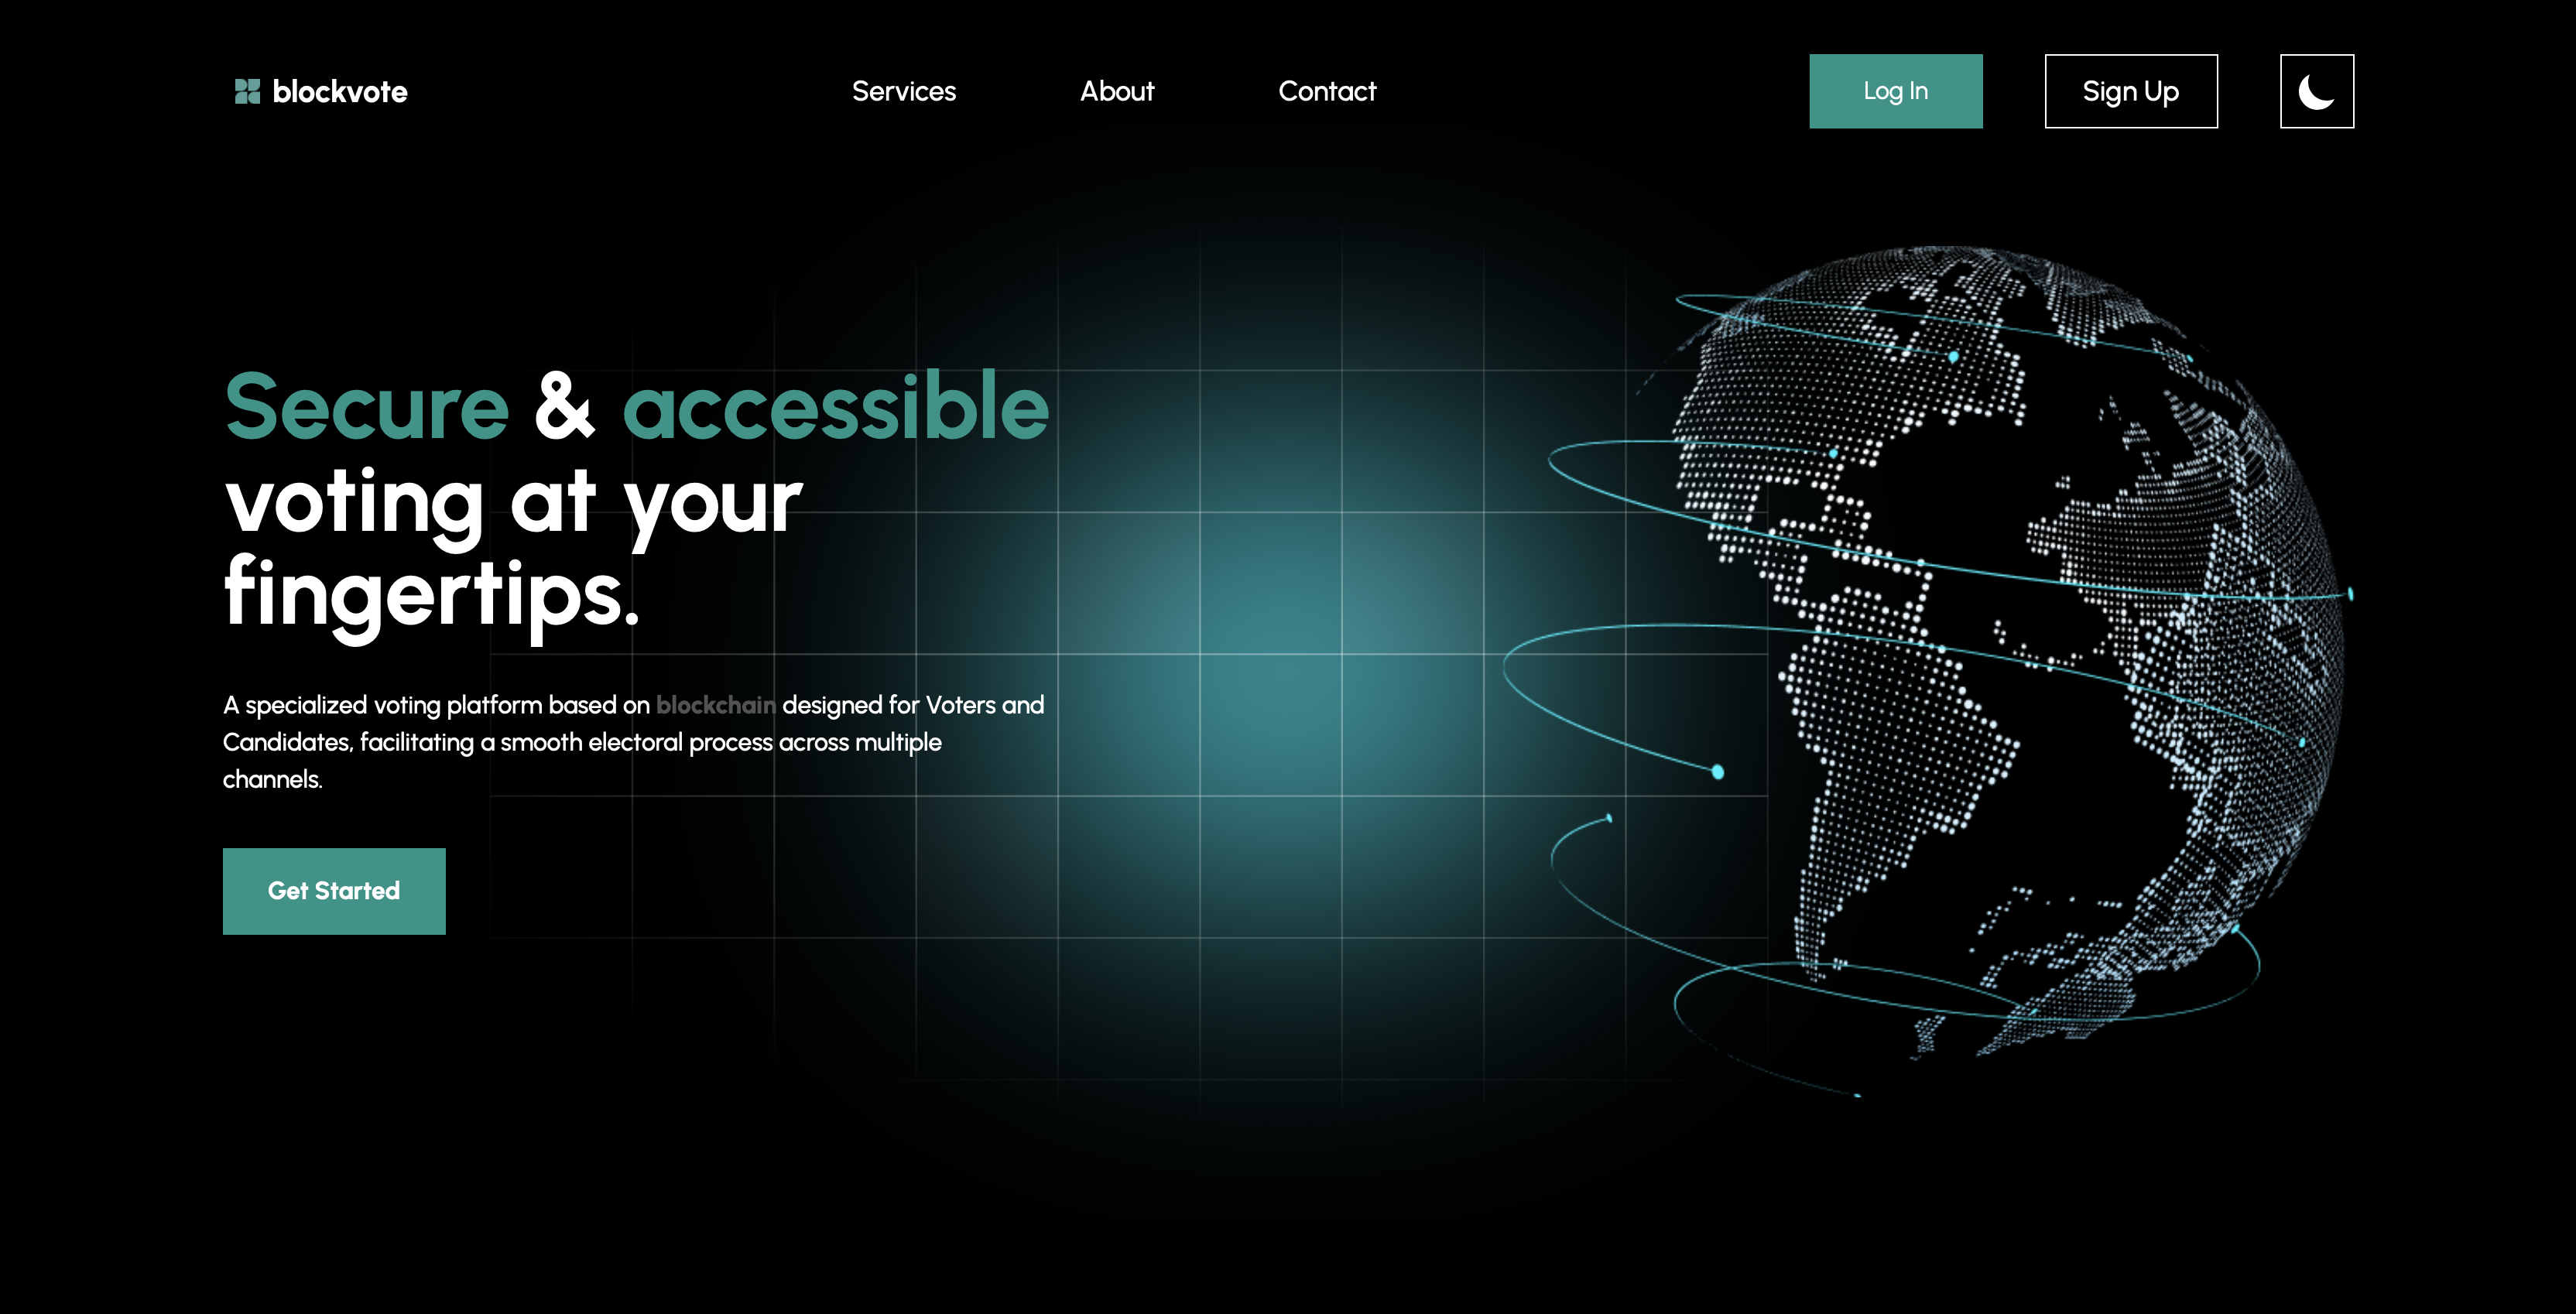 blockvote
Services
About
Contact
Log In
Sign Up
Secure & accessible
voting at your
fingertips.
A specialized voting platform based on blockchain designed for Voters and
Candidates, facilitating a smooth electoral process across multiple
channels.
Get Started